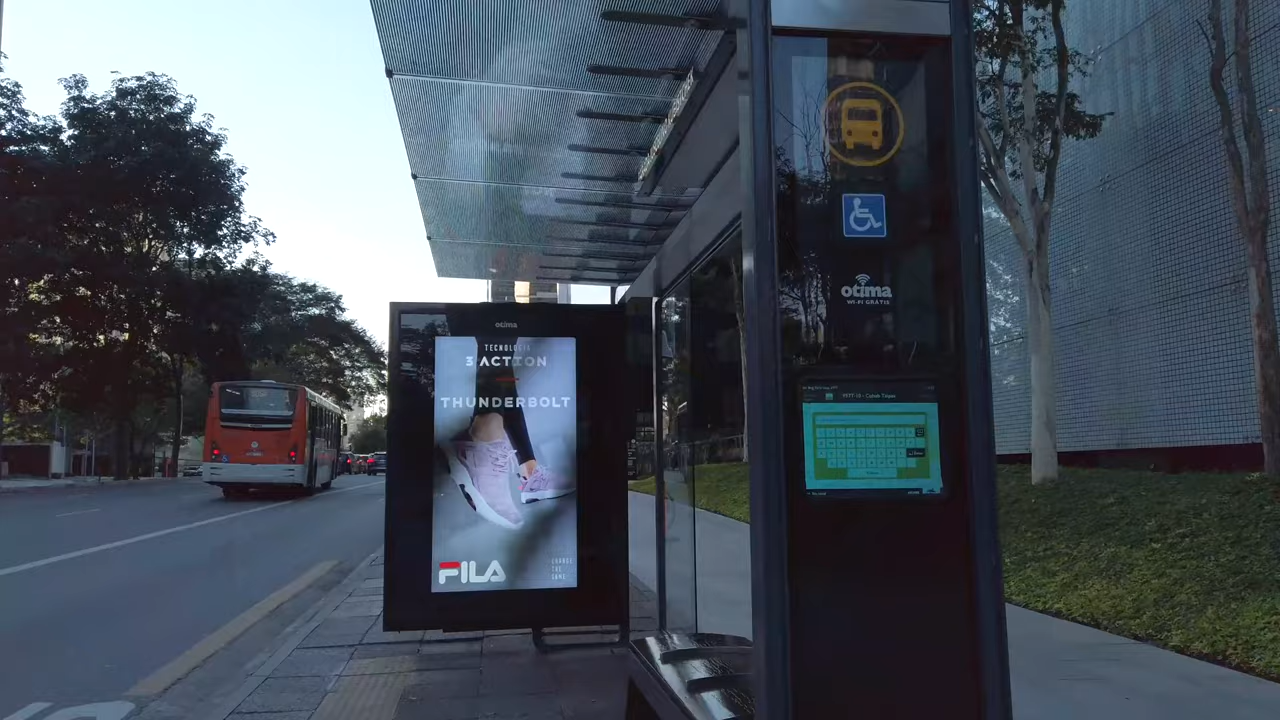 otima
TECNOLOGIA
3'ACTION
THUNDERBOLT
FILA
CHANGE
THE
GAME
otima
WI-FI GRÁTIS